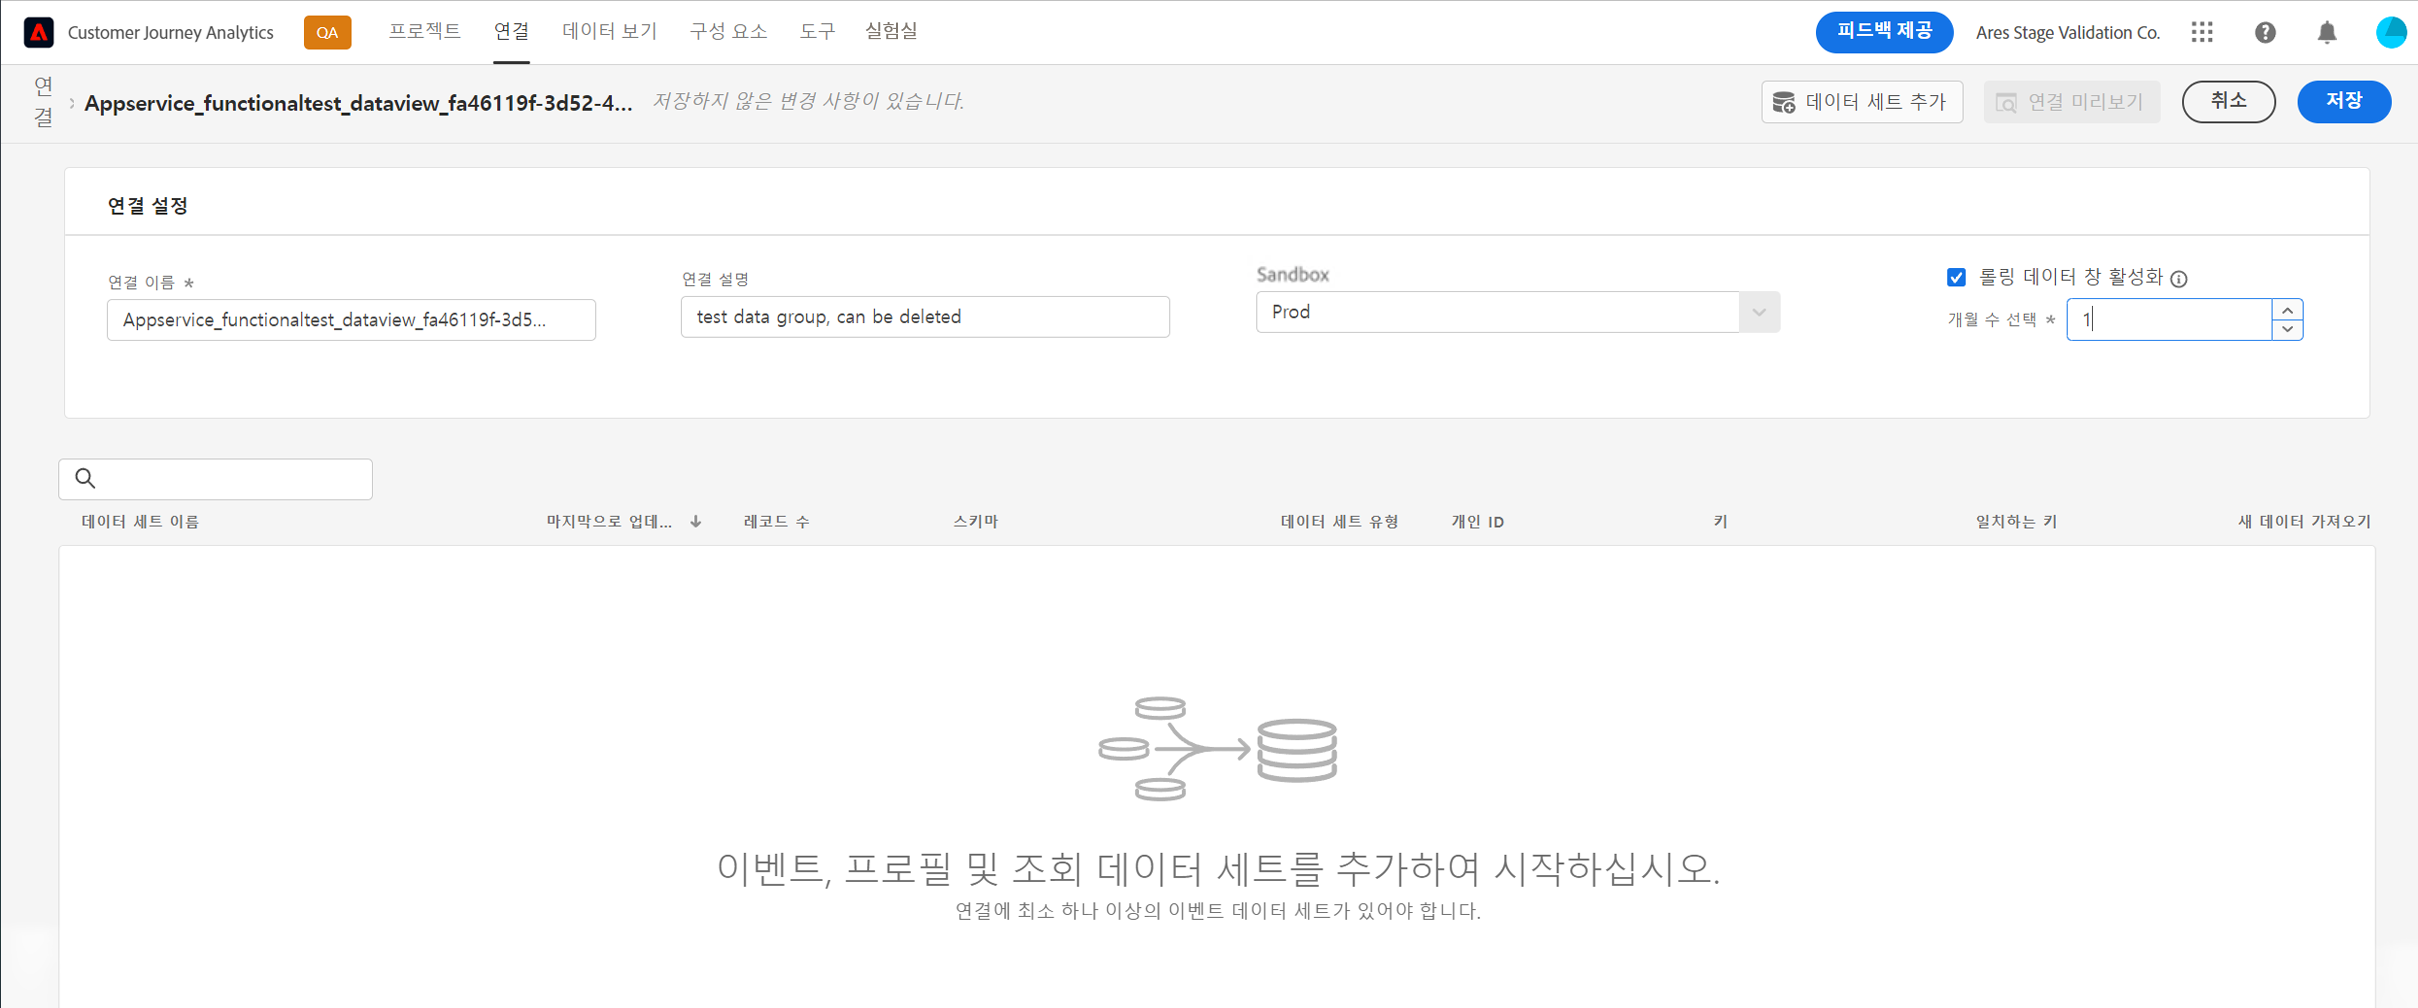 Customer Journey Analytics QA 프로젝트 연결 데이터 보기 구성 요소 도구 실험실 피드백 제공 Ares Stage Validation Co.
연결 › Appservice_functionaltest_dataview_fa46119f-3d52-4... 저장하지 않은 변경 사항이 있습니다. 데이터 세트 추가 연결 미리보기 취소 저장
연결 설정
연결 이름 *
Appservice_functionaltest_dataview_fa46119f-3d5...
연결 설명
test data group, can be deleted
Sandbox
Prod
롤링 데이터 창 활성화
개월 수 선택 * 1
데이터 세트 이름 마지막으로 업데... 레코드 수 스키마 데이터 세트 유형 개인 ID 키 일치하는 키 새 데이터 가져오기
이벤트, 프로필 및 조회 데이터 세트를 추가하여 시작하십시오.
연결에 최소 하나 이상의 이벤트 데이터 세트가 있어야 합니다.